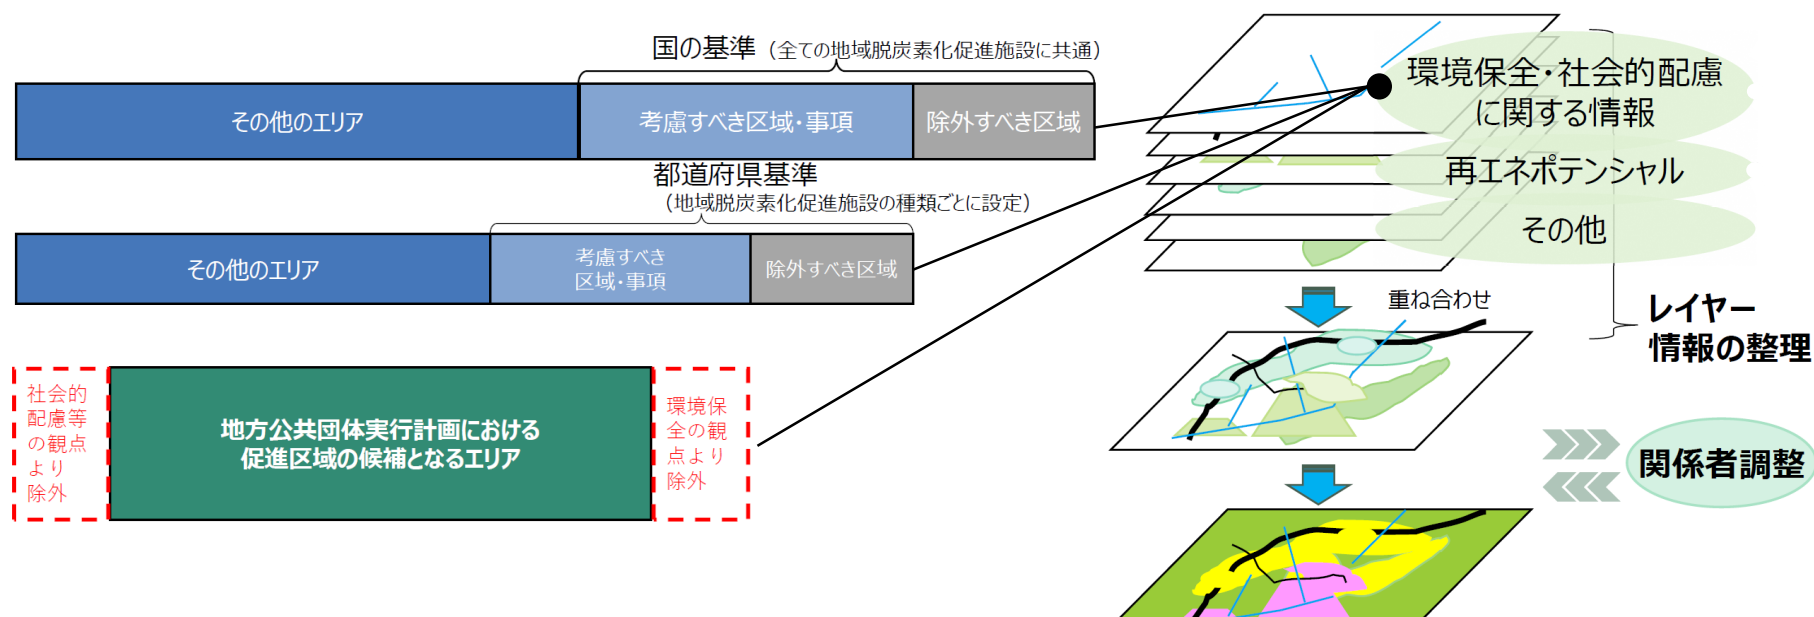 国の基準（全ての地域脱炭素化促進施設に共通）
その他のエリア
考慮すべき区域・事項
除外すべき区域
都道府県基準
（地域脱炭素化促進施設の種類ごとに設定）
その他のエリア
考慮すべき
区域・事項
除外すべき区域
社会的
配慮等
の観点
より
除外
地方公共団体実行計画における
促進区域の候補となるエリア
環境保
全の観
点より
除外
環境保全・社会的配慮
に関する情報
再エネポテンシャル
その他
重ね合わせ
レイヤー
情報の整理
関係者調整